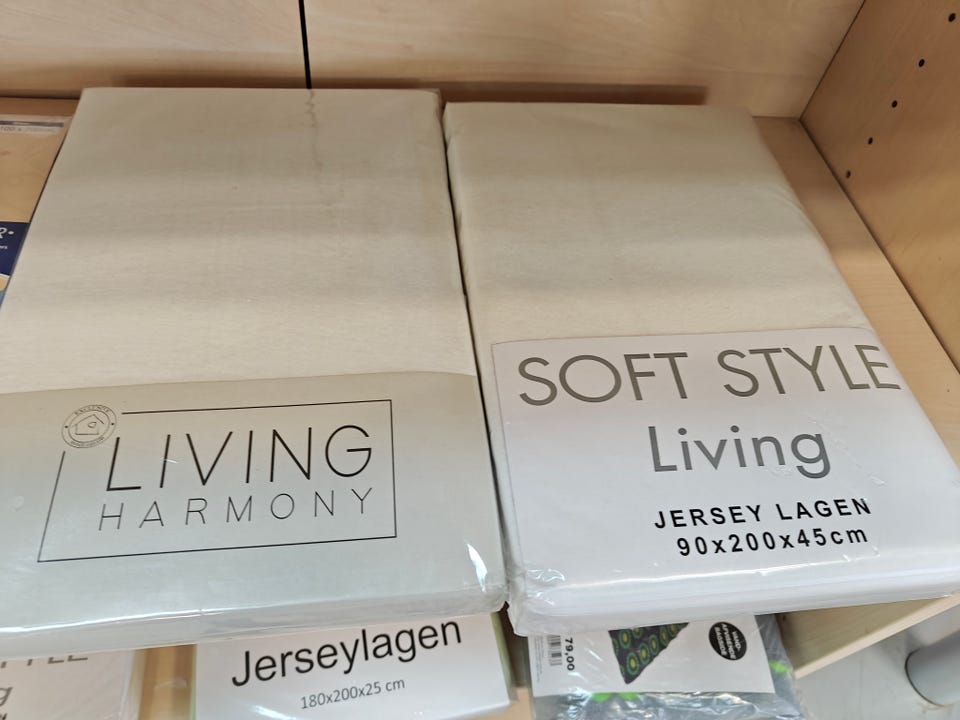 LIVING
HARMONY
SOFT STYLE
Living
JERSEY LAGEN
90x200x45cm
Jerseylagen
180x200x25 cm
79,00